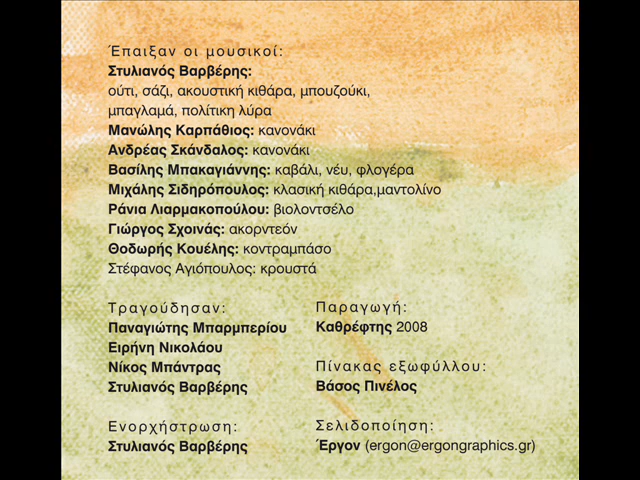 Έπαιξαν οι μουσικοί:
Στυλιανός Βαρβέρης:
ούτι, σάζι, ακουστική κιθάρα, μπουζούκι,
μπαγλαμά, πολίτικη λύρα
Μανώλης Καρπάθιος: κανονάκι
Ανδρέας Σκάνδαλος: κανονάκι
Βασίλης Μπακαγιάννης: καβάλι, νέυ, φλογέρα
Μιχάλης Σιδηρόπουλος: κλασική κιθάρα,μαντολίνο
Ράνια Λιαρμακοπούλου: βιολοντσέλο
Γιώργος Σχοινάς: ακορντεόν
Θοδωρής Κουέλης: κοντραμπάσο
Στέφανος Αγιόπουλος: κρουστά
Τραγούδησαν:
Παναγιώτης Μπαρμπερίου
Ειρήνη Νικολάου
Νίκος Μπάντρας
Στυλιανός Βαρβέρης
Ενορχήστρωση:
Στυλιανός Βαρβέρης
Παραγωγή:
Καθρέφτης 2008
Πίνακας εξωφύλλου:
Βάσος Πινέλος
Σελιδοποίηση:
Έργον (ergon@ergongraphics.gr)